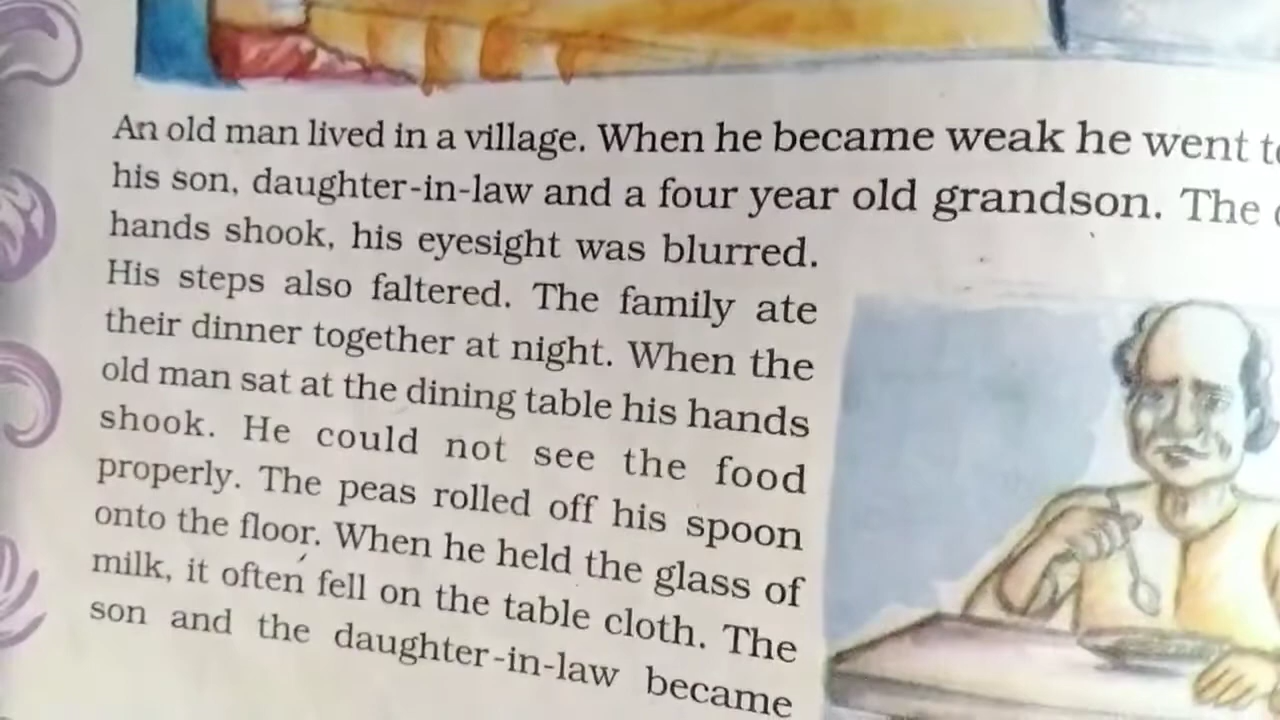 An old man lived in a village. When he became weak he went
his son, daughter-in-law and a four year old grandson. The
hands shook, his eyesight was blurred.
His steps also faltered. The family ate
their dinner together at night. When the
old man sat at the dining table his hands
shook. He could not see the food
properly. The peas rolled off his spoon
onto the floor. When he held the glass of
milk, it often fell on the table cloth. The
son and the daughter-in-law became